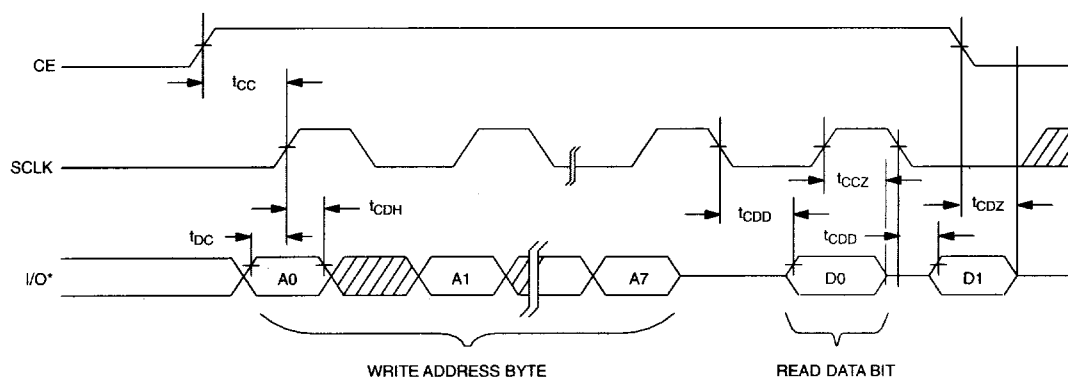 CE
tCC
SCLK
tCCZ
tCDH
tCDD
tCDZ
tDC
tCDD
I/O*
A0
A1
A7
D0
D1
WRITE ADDRESS BYTE
READ DATA BIT